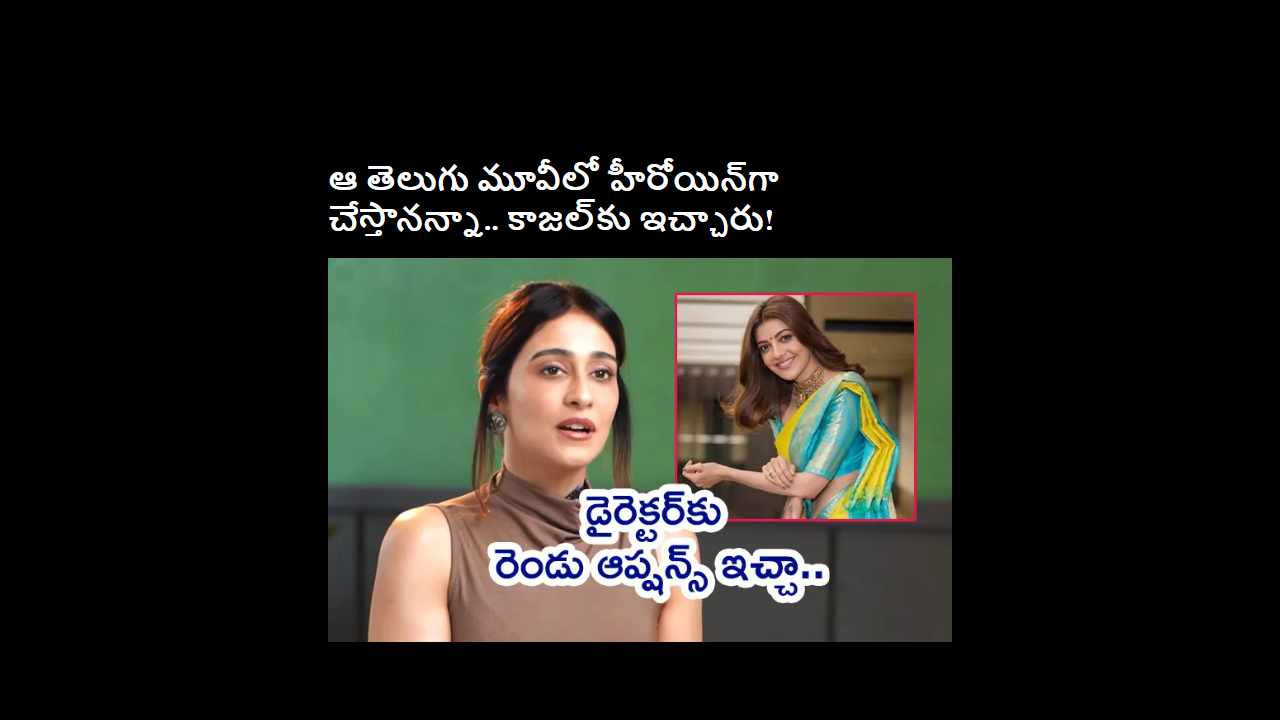 ఆ తెలుగు మూవీలో హీరోయిన్‌గా
చేస్తానన్నా.. కాజల్‌కు ఇచ్చారు!
డైరెక్టర్‌కు
రెండు ఆప్షన్స్ ఇచ్చా..